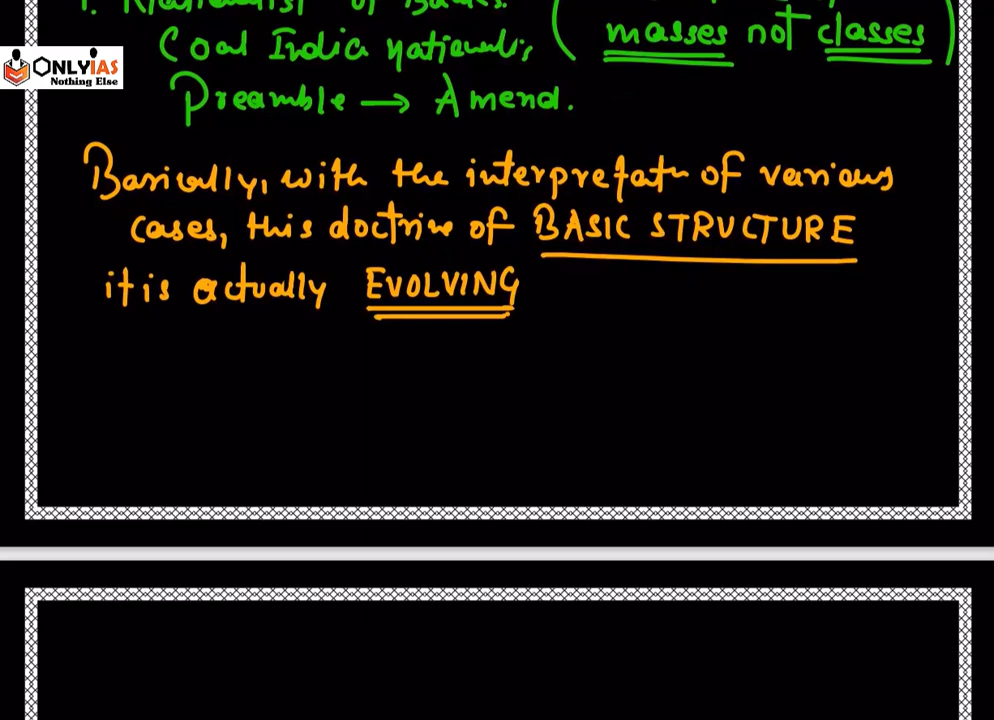 masses not classes )
Coal India
Preamble → Amend.
ONLYIAS
Nothing Else
Basically, with the interpretatn of various
cases, this doctrine of BASIC STRUCTURE
it is actually EVOLVING